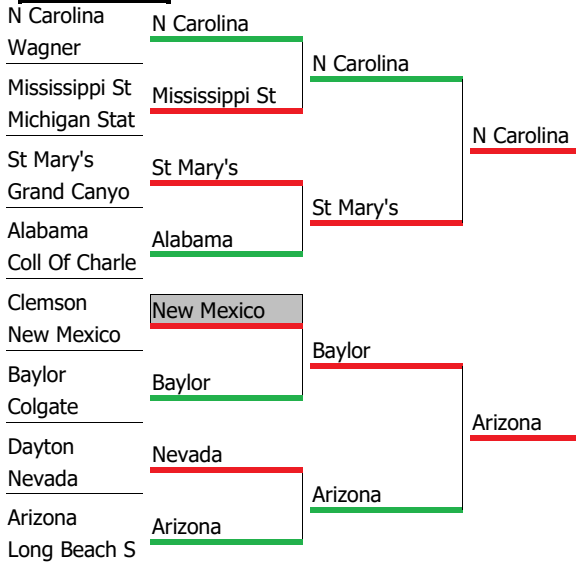 N Carolina
Wagner
Mississippi St
Michigan Stat
St Mary's
Grand Canyo
Alabama
Coll Of Charle
Clemson
New Mexico
Baylor
Colgate
Dayton
Nevada
Arizona
Long Beach S
N Carolina
Mississippi St
St Mary's
Alabama
New Mexico
Baylor
Nevada
Arizona
N Carolina
St Mary's
Baylor
Arizona
N Carolina
Arizona